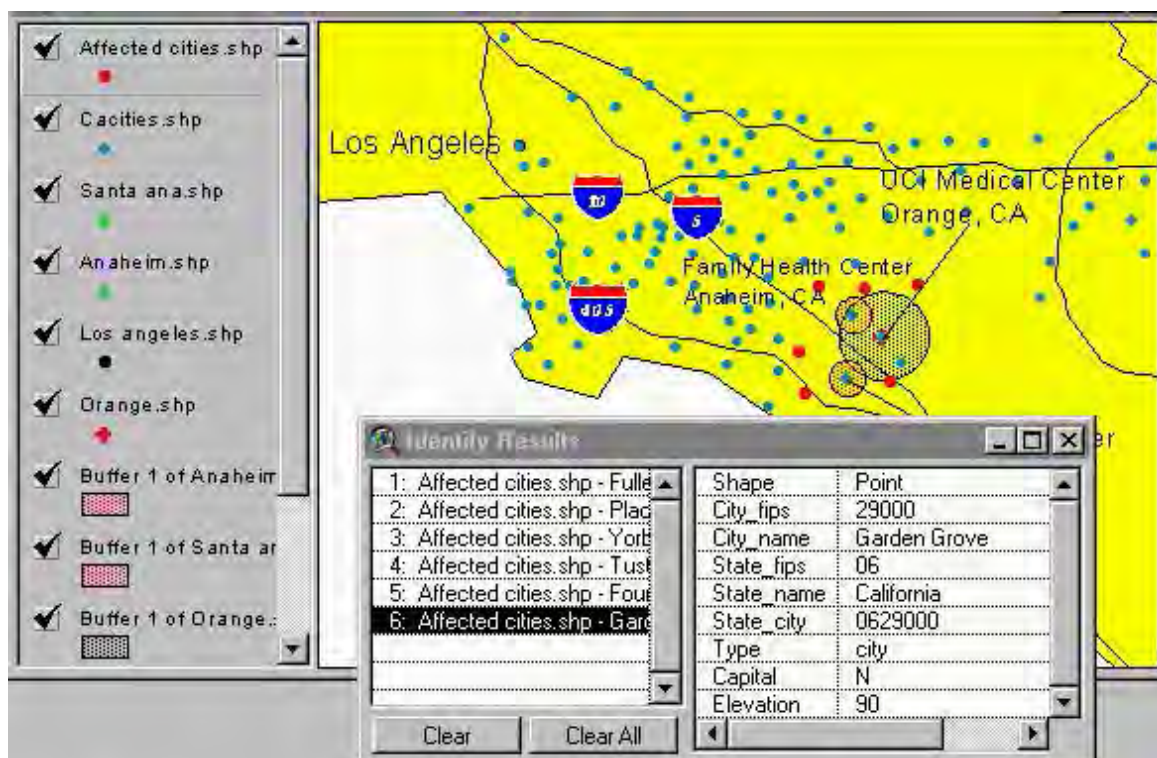 Affected cities.shp
Cacities.shp
Santa ana.shp
Anaheim.shp
Los angeles.shp
Orange.shp
Buffer 1 of Anaheim
Buffer 1 of Santa an
Buffer 1 of Orange.
Los Angeles
10
5
405
UCI Medical Center
Orange, CA
Family Health Center
Anaheim, CA
er
Identify Results
1: Affected cities.shp - Fulle
2: Affected cities.shp - Plac
3: Affected cities.shp - Yorb
4: Affected cities.shp - Tust
5: Affected cities.shp - Four
6: Affected cities.shp - Gard
Shape Point
City_fips 29000
City_name Garden Grove
State_fips 06
State_name California
State_city 0629000
Type city
Capital N
Elevation 90
Clear
Clear All